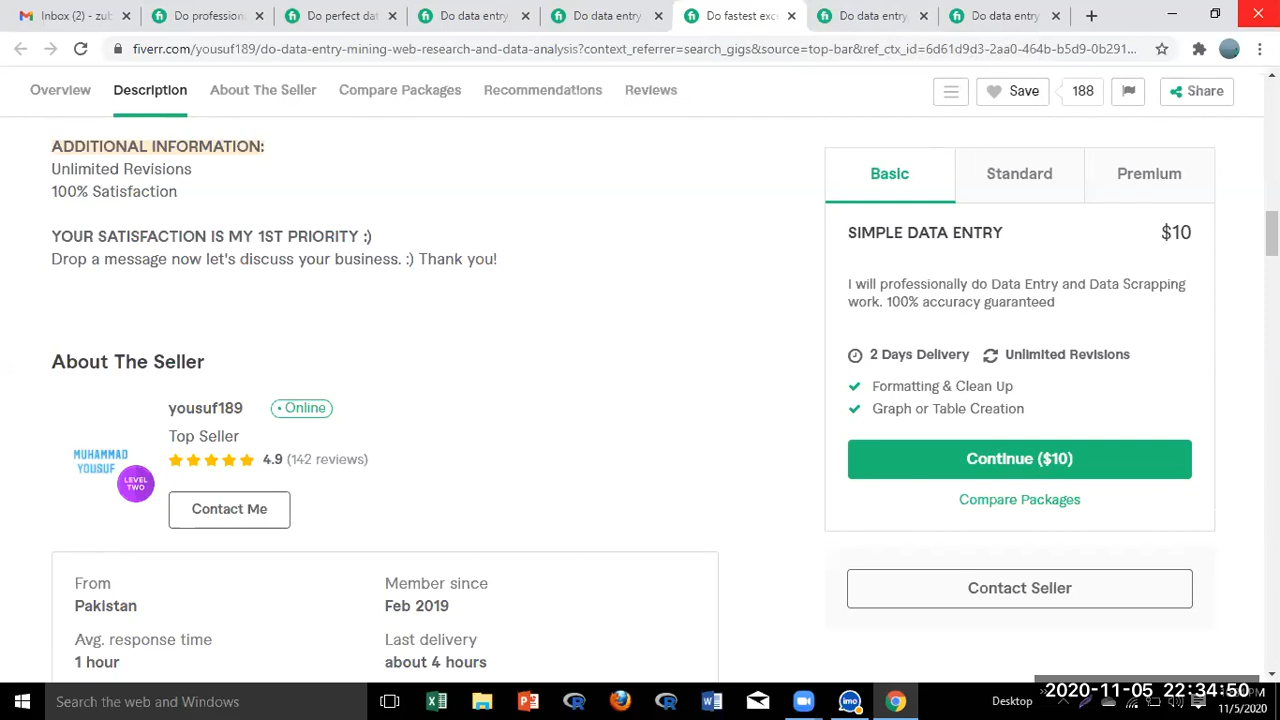 Inbox (2) - zub
Do profession
Do perfect dat
Do data entry
Do data entry
Do fastest exc
Do data entry,
Do data entry
fiverr.com/yousuf189/do-data-entry-mining-web-research-and-data-analysis?context_referrer=search_gigs&source=top-bar&ref_ctx_id=6d61d9d3-2aa0-464b-b5d9-0b291...
Overview
Description
About The Seller
Compare Packages
Recommendations
Reviews
Save
188
Share
ADDITIONAL INFORMATION:
Unlimited Revisions
100% Satisfaction
YOUR SATISFACTION IS MY 1ST PRIORITY :)
Drop a message now let's discuss your business. :) Thank you!
About The Seller
yousuf189
• Online
Top Seller
4.9 (142 reviews)
MUHAMMAD
YOUSUF
LEVEL
TWO
Contact Me
From
Pakistan
Member since
Feb 2019
Avg. response time
1 hour
Last delivery
about 4 hours
Basic
Standard
Premium
SIMPLE DATA ENTRY
$10
I will professionally do Data Entry and Data Scrapping
work. 100% accuracy guaranteed
2 Days Delivery
Unlimited Revisions
Formatting & Clean Up
Graph or Table Creation
Continue ($10)
Compare Packages
Contact Seller
Search the web and Windows
Desktop
2020-11-05 22:34:50
11/5/2020